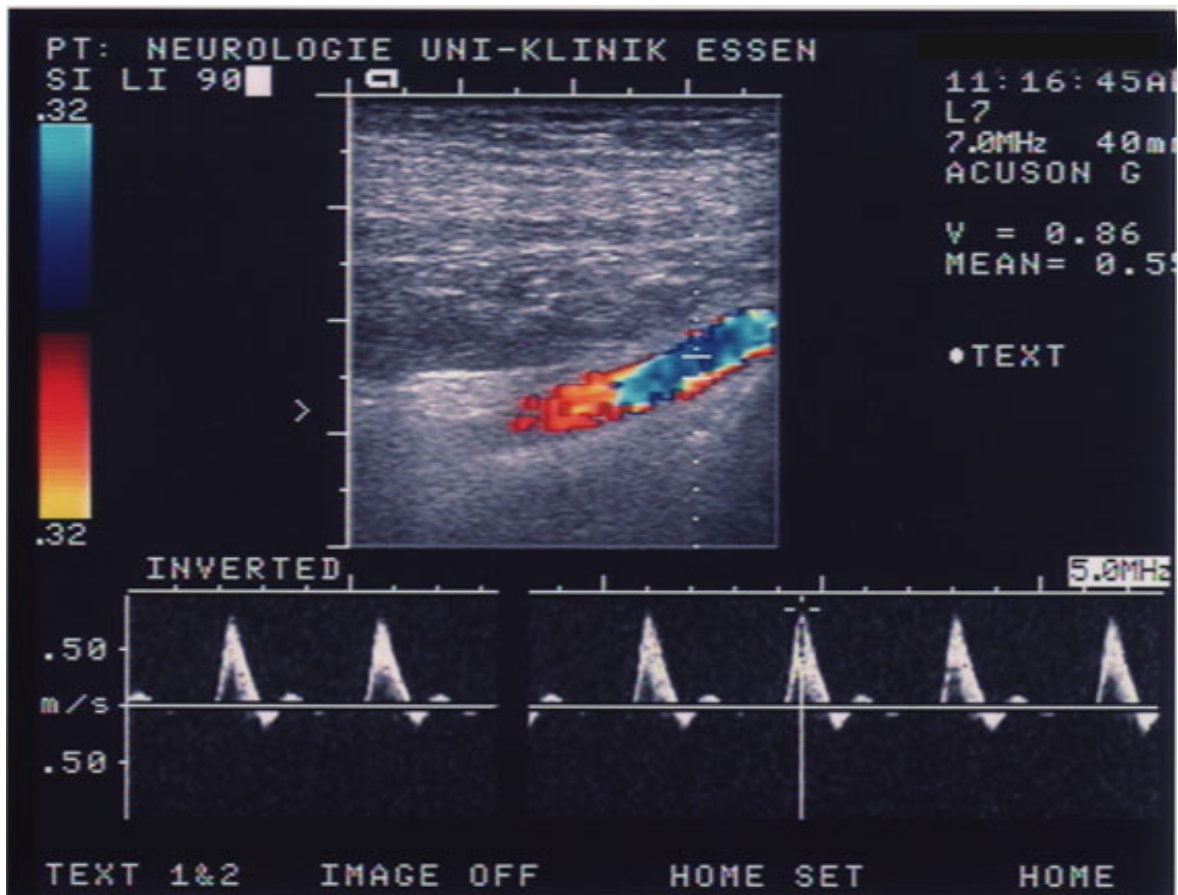 PT: NEUROLOGIE UNI-KLINIK ESSEN
SI LI 90
.32
.32
11:16:45A
L7
7.0MHz 40m
ACUSON G
V = 0.86
MEAN= 0.5
TEXT
INVERTED
5.0MHz
.50
m/s
.50
TEXT 1&2 IMAGE OFF HOME SET HOME